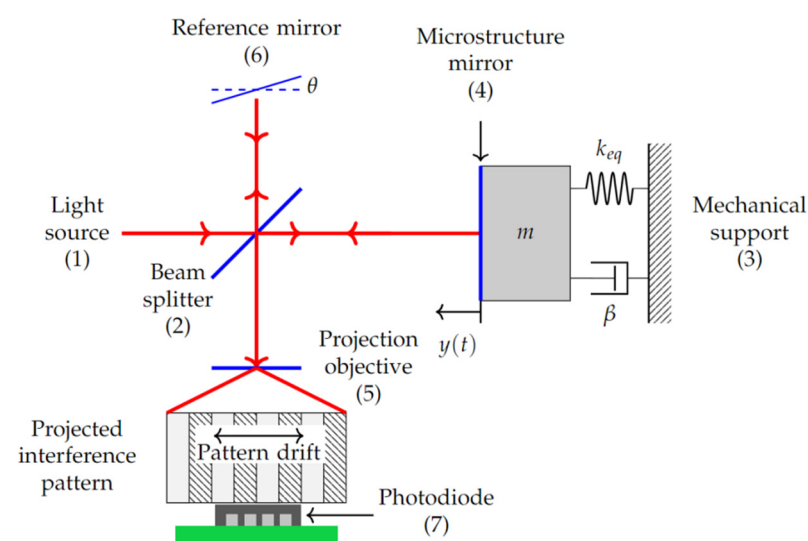 Reference mirror
(6)
θ
Microstructure
mirror
(4)
k_eq
Light
source
(1)
m
Mechanical
support
(3)
Beam
splitter
(2)
β
y(t)
Projection
objective
(5)
Projected
interference
pattern
Pattern drift
Photodiode
(7)